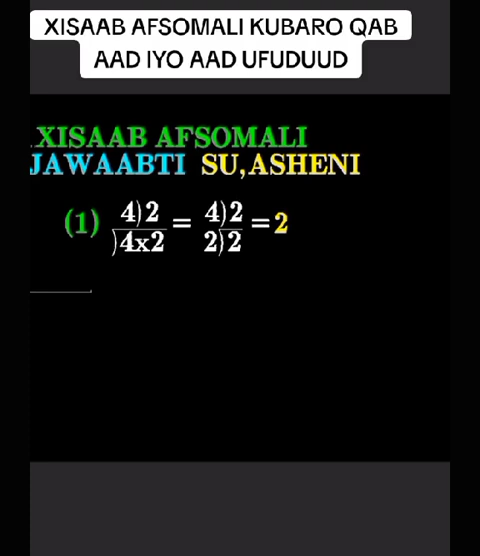 XISAAB AFSOMALI KUBARO QAB
AAD IYO AAD UFUDUUD
.XISAAB AFSOMALI
JAWAABTI SU,ASHENI
(1) 4)2 / )4x2 = 4)2 / 2)2 = 2